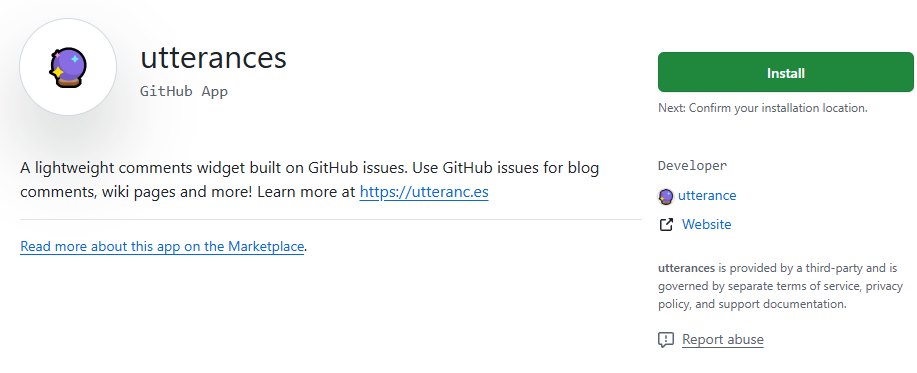 utterances
GitHub App
A lightweight comments widget built on GitHub issues. Use GitHub issues for blog
comments, wiki pages and more! Learn more at https://utteranc.es
Read more about this app on the Marketplace.
Install
Next: Confirm your installation location.
Developer
utterance
Website
utterances is provided by a third-party and is
governed by separate terms of service, privacy
policy, and support documentation.
Report abuse